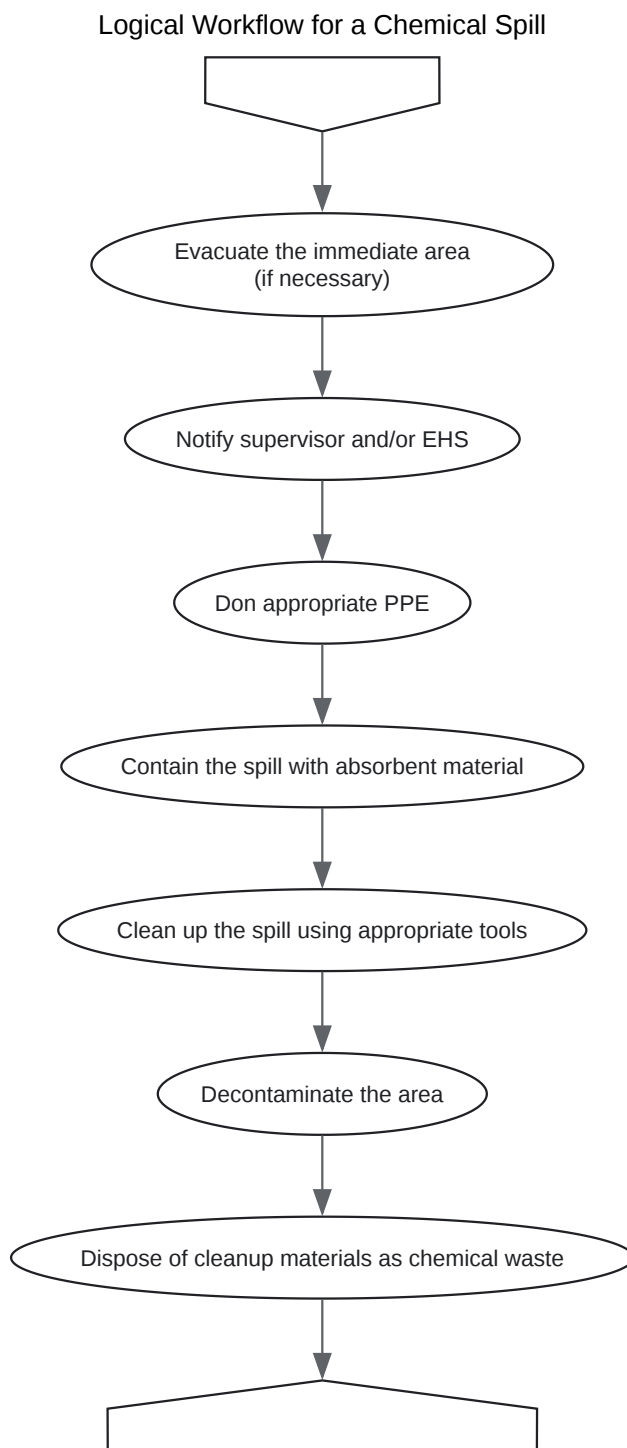 Logical Workflow for a Chemical Spill
Evacuate the immediate area
(if necessary)
Notify supervisor and/or EHS
Don appropriate PPE
Contain the spill with absorbent material
Clean up the spill using appropriate tools
Decontaminate the area
Dispose of cleanup materials as chemical waste